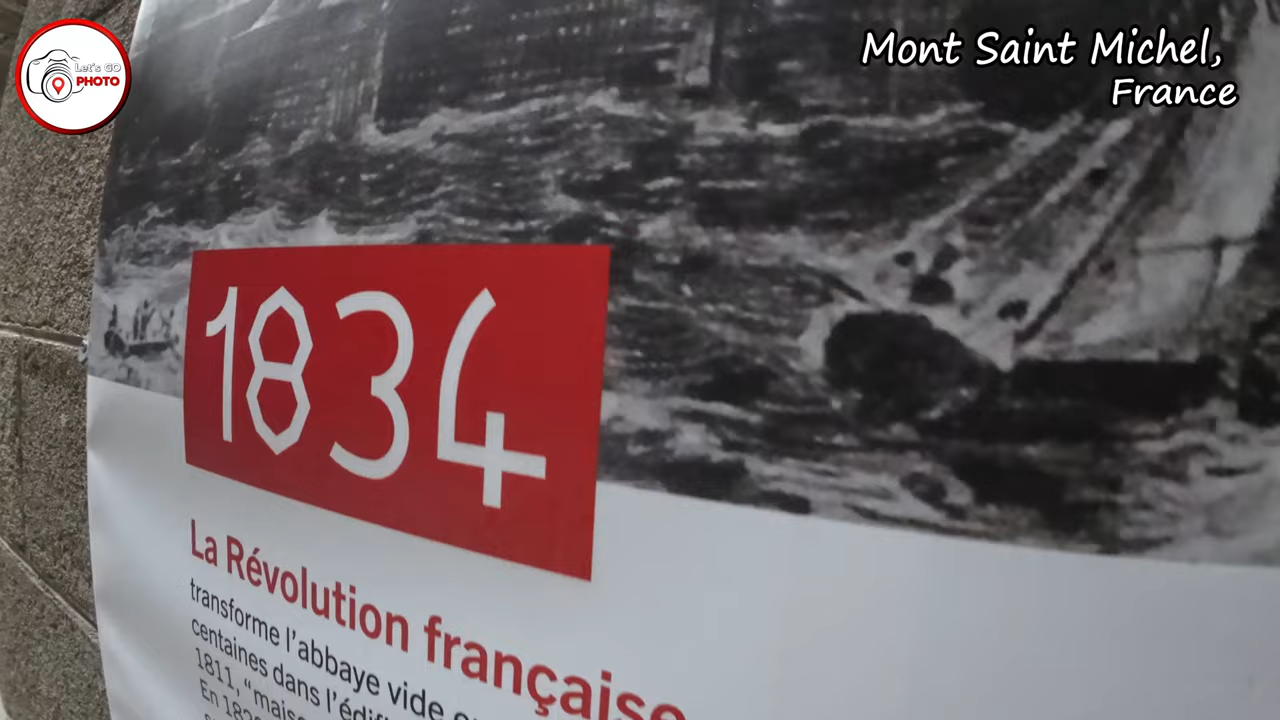 Let's GO
PHOTO
Mont Saint Michel,
France
1834
La Révolution française
transforme l'abbaye vide
centaines dans l'édifi
1811, "maiso
En 182